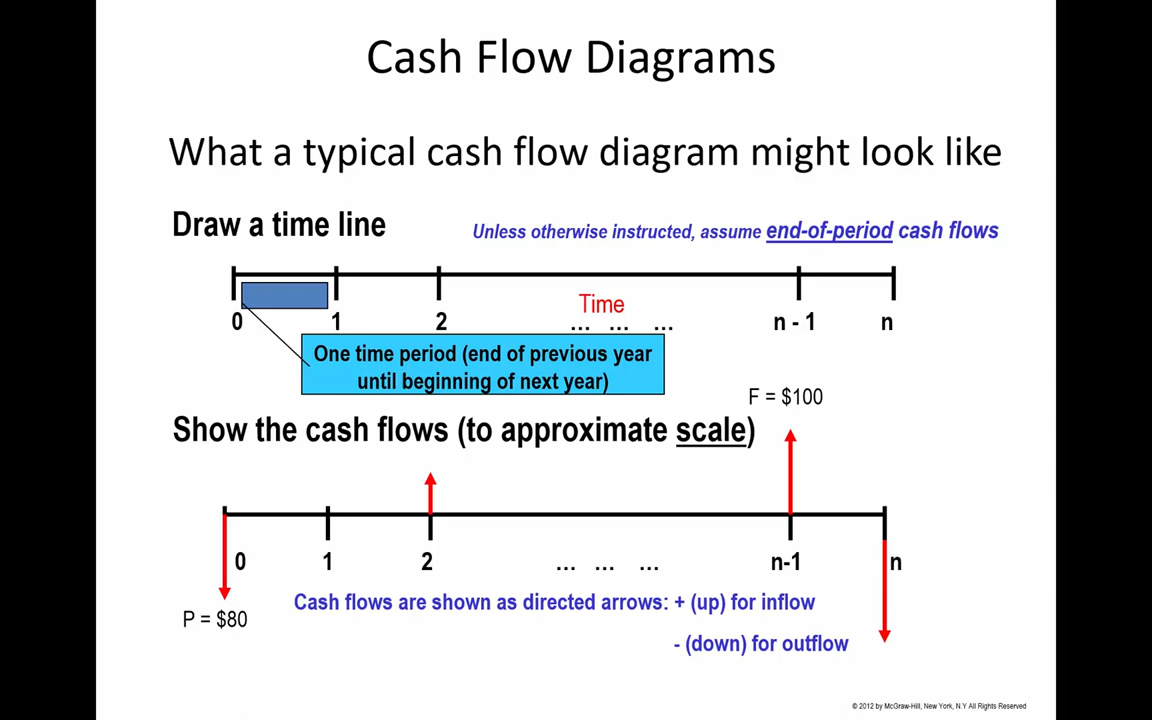 Cash Flow Diagrams
What a typical cash flow diagram might look like
Draw a time line
Unless otherwise instructed, assume end-of-period cash flows
Time
0 1 2 … … … n - 1 n
One time period (end of previous year
until beginning of next year)
F = $100
Show the cash flows (to approximate scale)
0 1 2 … … … n-1 n
Cash flows are shown as directed arrows: + (up) for inflow
P = $80
- (down) for outflow
© 2012 by McGraw-Hill, New York, N.Y All Rights Reserved